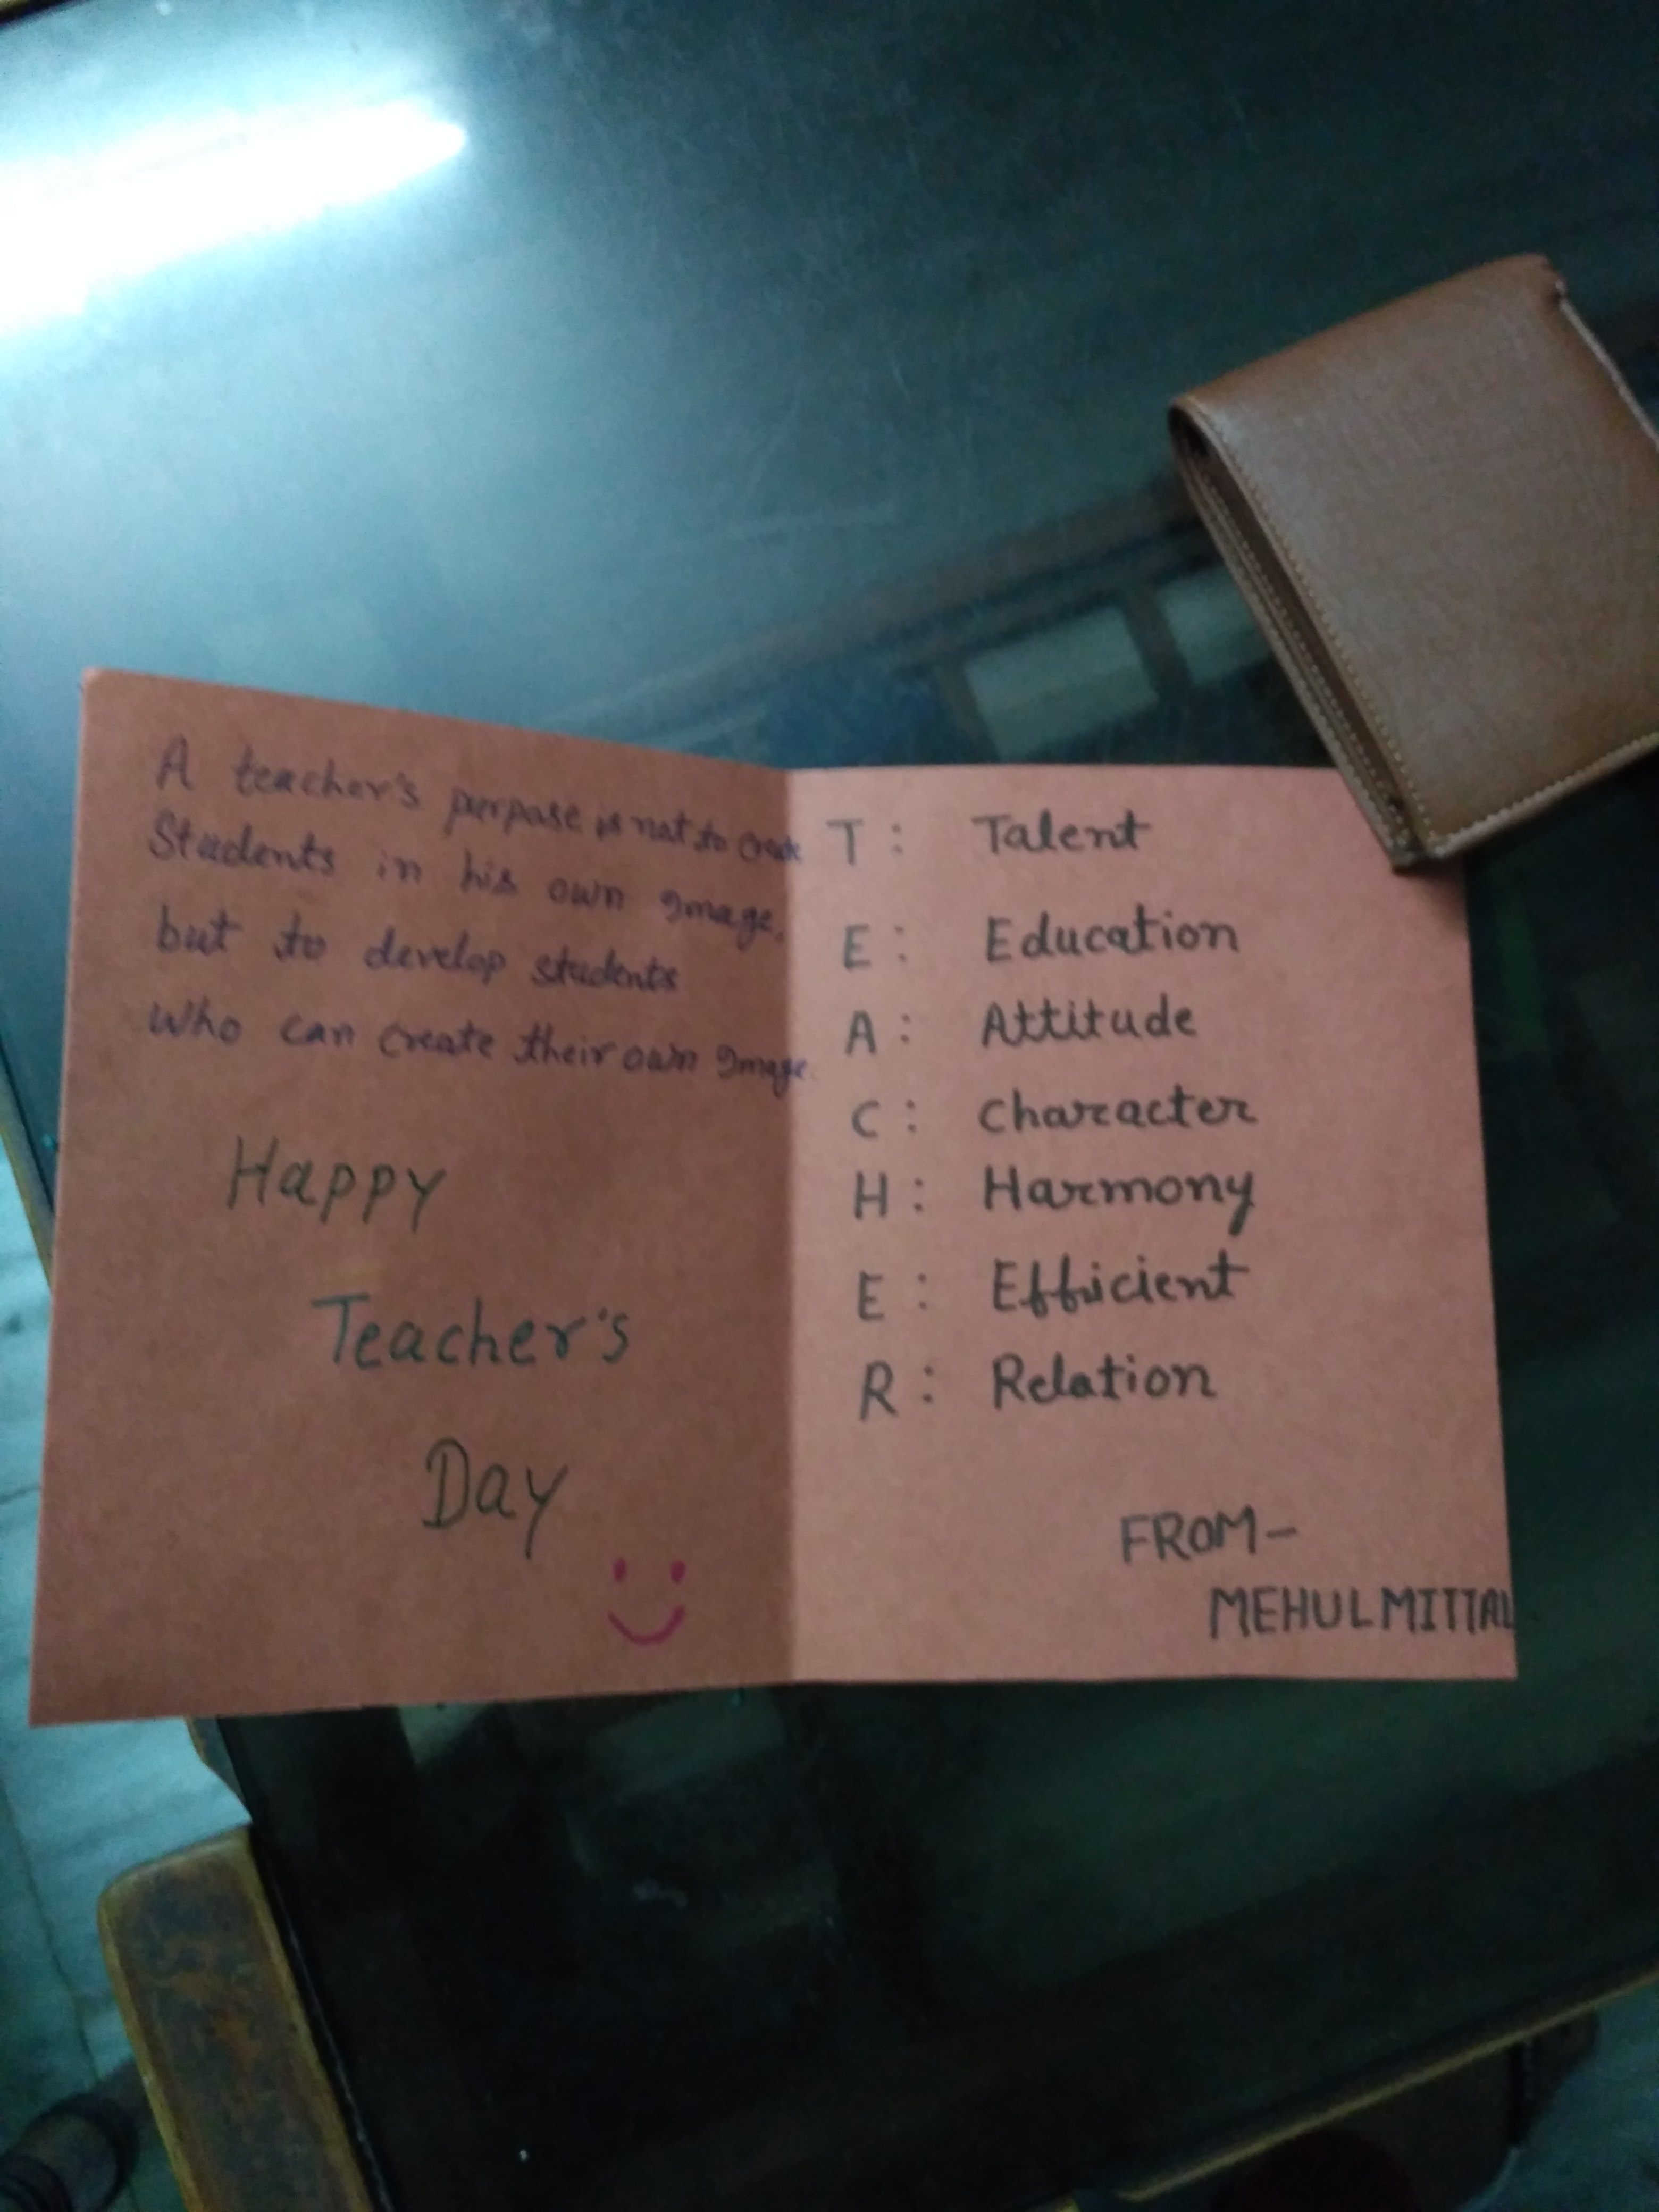 A teacher's purpose is not to create
Students in his own Image,
but to develop students
who can create their own Image.
Happy
Teacher's
Day
T : Talent
E : Education
A : Attitude
C : Character
H : Harmony
E : Efficient
R : Relation
FROM-
MEHUL MITTAL